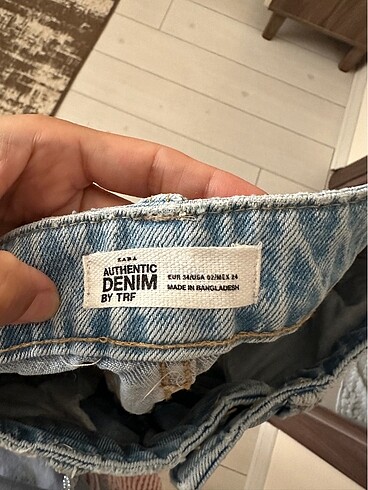 ZARA
AUTHENTIC
DENIM
BY TRF
EUR 34/USA 02/MEX 24
MADE IN BANGLADESH